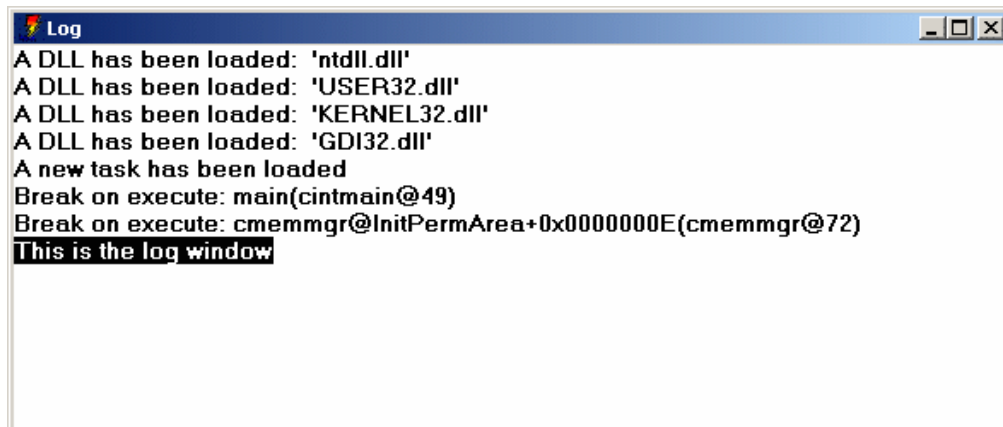 Log
A DLL has been loaded:  'ntdll.dll'
A DLL has been loaded:  'USER32.dll'
A DLL has been loaded:  'KERNEL32.dll'
A DLL has been loaded:  'GDI32.dll'
A new task has been loaded
Break on execute: main(cintmain@49)
Break on execute: cmemmgr@InitPermArea+0x0000000E(cmemmgr@72)
This is the log window